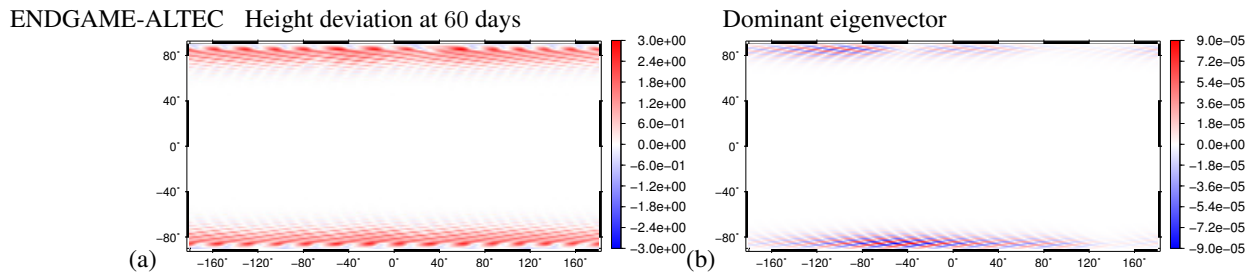 ENDGAME-ALTEC Height deviation at 60 days Dominant eigenvector
80˚
40˚
0˚
−40˚
−80˚
−160˚ −120˚ −80˚ −40˚ 0˚ 40˚ 80˚ 120˚ 160˚
3.0e+00
2.4e+00
1.8e+00
1.2e+00
6.0e−01
0.0e+00
−6.0e−01
−1.2e+00
−1.8e+00
−2.4e+00
−3.0e+00
(a)
80˚
40˚
0˚
−40˚
−80˚
−160˚ −120˚ −80˚ −40˚ 0˚ 40˚ 80˚ 120˚ 160˚
9.0e−05
7.2e−05
5.4e−05
3.6e−05
1.8e−05
0.0e+00
−1.8e−05
−3.6e−05
−5.4e−05
−7.2e−05
−9.0e−05
(b)